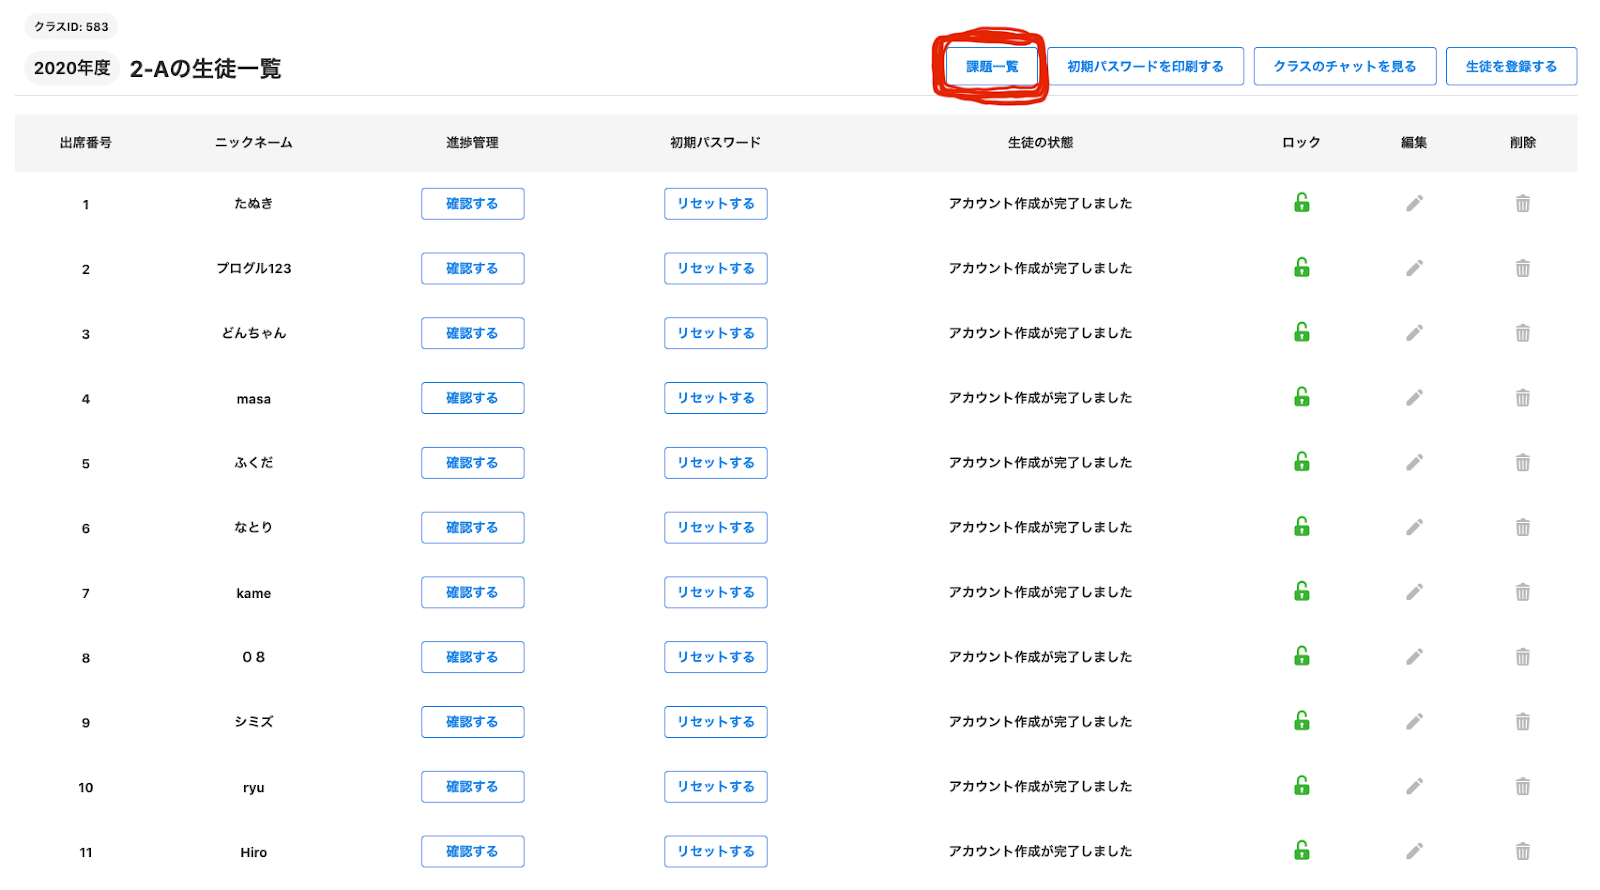 クラスID: 583
2020年度 2-Aの生徒一覧 課題一覧 初期パスワードを印刷する クラスのチャットを見る 生徒を登録する
出席番号 ニックネーム 進捗管理 初期パスワード 生徒の状態 ロック 編集 削除
1 たぬき 確認する リセットする アカウント作成が完了しました
2 プログル123 確認する リセットする アカウント作成が完了しました
3 どんちゃん 確認する リセットする アカウント作成が完了しました
4 masa 確認する リセットする アカウント作成が完了しました
5 ふくだ 確認する リセットする アカウント作成が完了しました
6 なとり 確認する リセットする アカウント作成が完了しました
7 kame 確認する リセットする アカウント作成が完了しました
8 ０８ 確認する リセットする アカウント作成が完了しました
9 シミズ 確認する リセットする アカウント作成が完了しました
10 ryu 確認する リセットする アカウント作成が完了しました
11 Hiro 確認する リセットする アカウント作成が完了しました